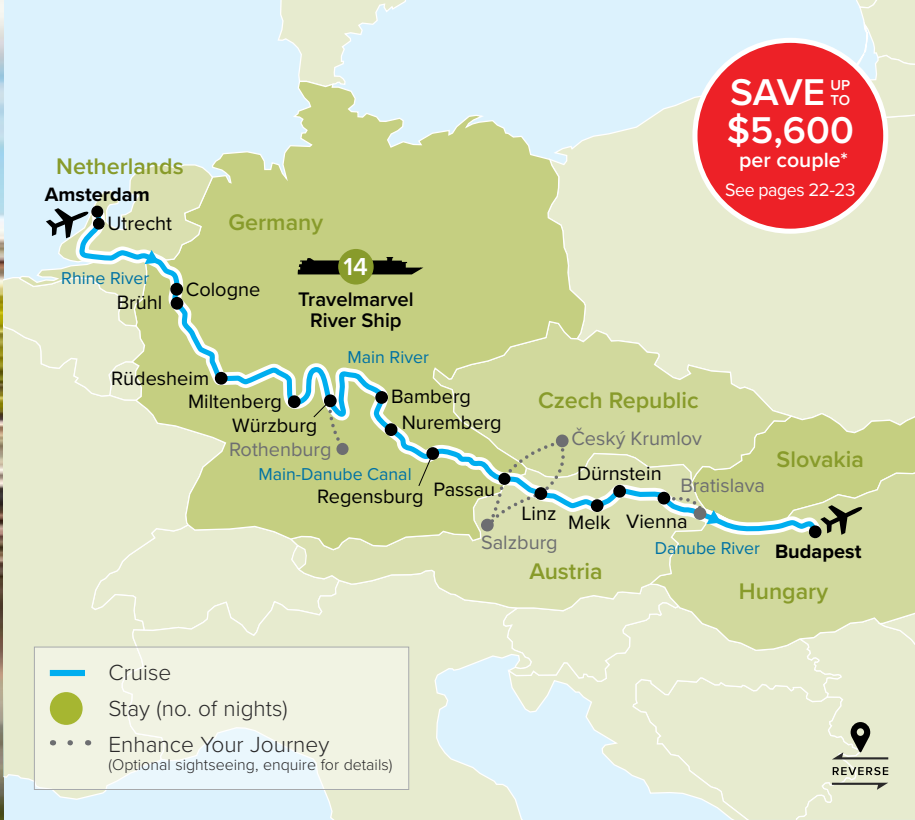 SAVE UP TO
$5,600
per couple*
See pages 22-23
Netherlands
Amsterdam
Utrecht
Germany
Rhine River
14
Cologne
Brühl
Travelmarvel
River Ship
Main River
Rüdesheim
Miltenberg
Bamberg
Würzburg
Nuremberg
Czech Republic
Rothenburg
Český Krumlov
Main-Danube Canal
Slovakia
Regensburg
Passau
Dürnstein
Bratislava
Linz
Melk
Vienna
Salzburg
Danube River
Budapest
Austria
Hungary
Cruise
Stay (no. of nights)
Enhance Your Journey
(Optional sightseeing, enquire for details)
REVERSE